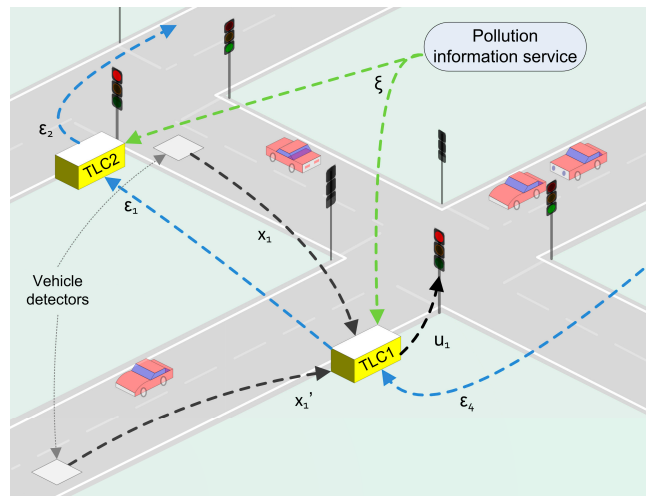 Pollution
information service
ξ
ε₂
TLC2
ε₁
x₁
Vehicle
detectors
u₁
TLC1
ε₄
x₁’